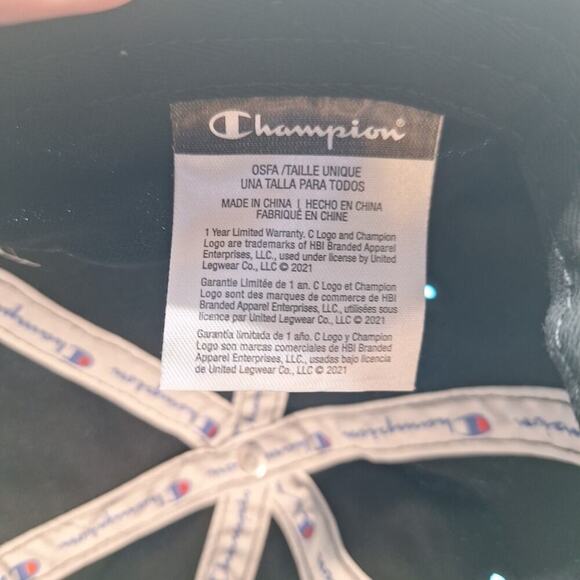 Champion®
OSFA /TAILLE UNIQUE
UNA TALLA PARA TODOS
MADE IN CHINA | HECHO EN CHINA
FABRIQUÉ EN CHINE
1 Year Limited Warranty. C Logo and Champion
Logo are trademarks of HBI Branded Apparel
Enterprises, LLC., used under license by United
Legwear Co., LLC © 2021
Garantie Limitée de 1 an. C Logo et Champion
Logo sont des marques de commerce de HBI
Branded Apparel Enterprises, LLC., utilisées sous
licence par United Legwear Co., LLC © 2021
Garantía limitada de 1 año. C Logo y Champion
Logo son marcas comerciales de HBI Branded
Apparel Enterprises, LLC., usadas bajo licencia
de United Legwear Co., LLC © 2021
Champion
Champion
Champion
Champion